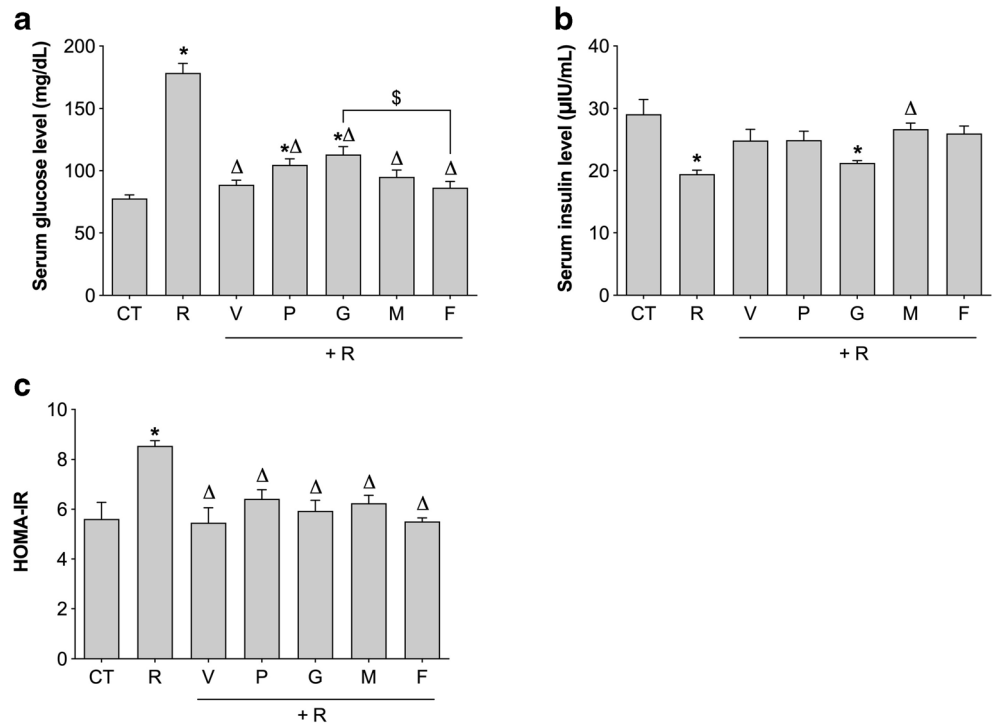 a
Serum glucose level (mg/dL)
200
150
100
50
0
*
Δ
*Δ
*Δ
Δ
Δ
$
CT R V P G M F
+ R
b
Serum insulin level (µIU/mL)
40
30
20
10
0
*
*
Δ
CT R V P G M F
+ R
c
HOMA-IR
10
8
6
4
2
0
*
Δ
Δ
Δ
Δ
Δ
CT R V P G M F
+ R